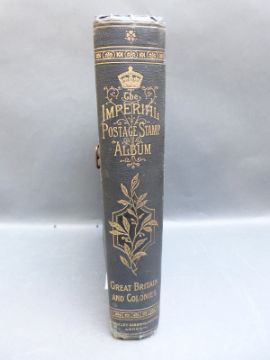 The
IMPERIAL
POSTAGE STAMP
ALBUM
GREAT BRITAIN
AND COLONIES